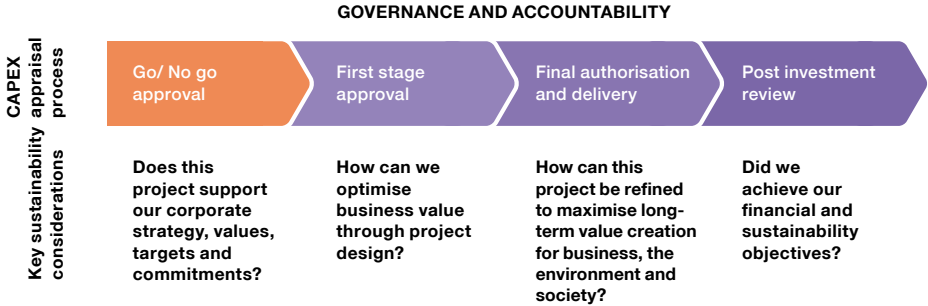 GOVERNANCE AND ACCOUNTABILITY
CAPEX
appraisal
process
Go/ No go
approval
First stage
approval
Final authorisation
and delivery
Post investment
review
Key sustainability
considerations
Does this
project support
our corporate
strategy, values,
targets and
commitments?
How can we
optimise
business value
through project
design?
How can this
project be refined
to maximise long-
term value creation
for business, the
environment and
society?
Did we
achieve our
financial and
sustainability
objectives?